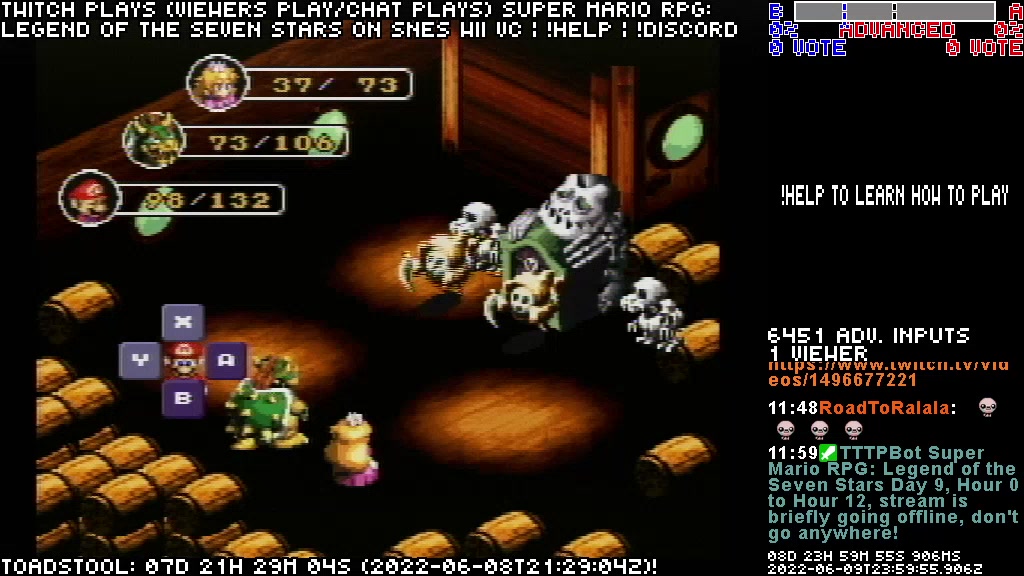 TWITCH PLAYS (VIEWERS PLAY/CHAT PLAYS) SUPER MARIO RPG:
LEGEND OF THE SEVEN STARS ON SNES WII VC ¦ !HELP ¦ !DISCORD
B A
0% ADVANCED 0%
0 VOTE 0 VOTE
37/ 73
73/106
98/132
X
Y A
B
!HELP TO LEARN HOW TO PLAY
6451 ADV. INPUTS
1 VIEWER
https://www.twitch.tv/vid
eos/1496677221
11:48 RoadToRalala:
11:59 TTTPBot Super
Mario RPG: Legend of the
Seven Stars Day 9, Hour 0
to Hour 12, stream is
briefly going offline, don't
go anywhere!
08D 23H 59M 55S 906MS
2022-06-09T23:59:55.906Z
TOADSTOOL: 07D 21H 29M 04S (2022-06-08T21:29:04Z)!